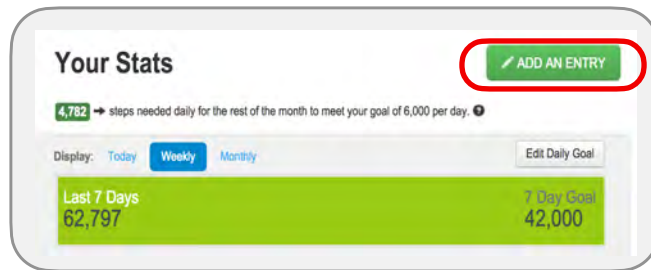 Your Stats
ADD AN ENTRY
4,782 → steps needed daily for the rest of the month to meet your goal of 6,000 per day. ?
Display: Today Weekly Monthly Edit Daily Goal
Last 7 Days 7 Day Goal
62,797 42,000